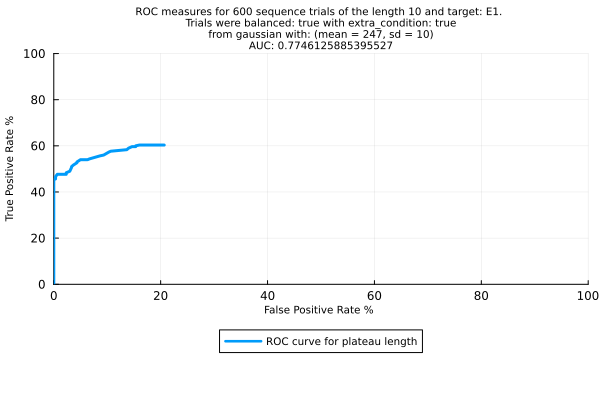 ROC measures for 600 sequence trials of the length 10 and target: E1.
Trials were balanced: true with extra_condition: true
from gaussian with: (mean = 247, sd = 10)
AUC: 0.7746125885395527
100
80
60
40
20
0
True Positive Rate %
0 20 40 60 80 100
False Positive Rate %
ROC curve for plateau length